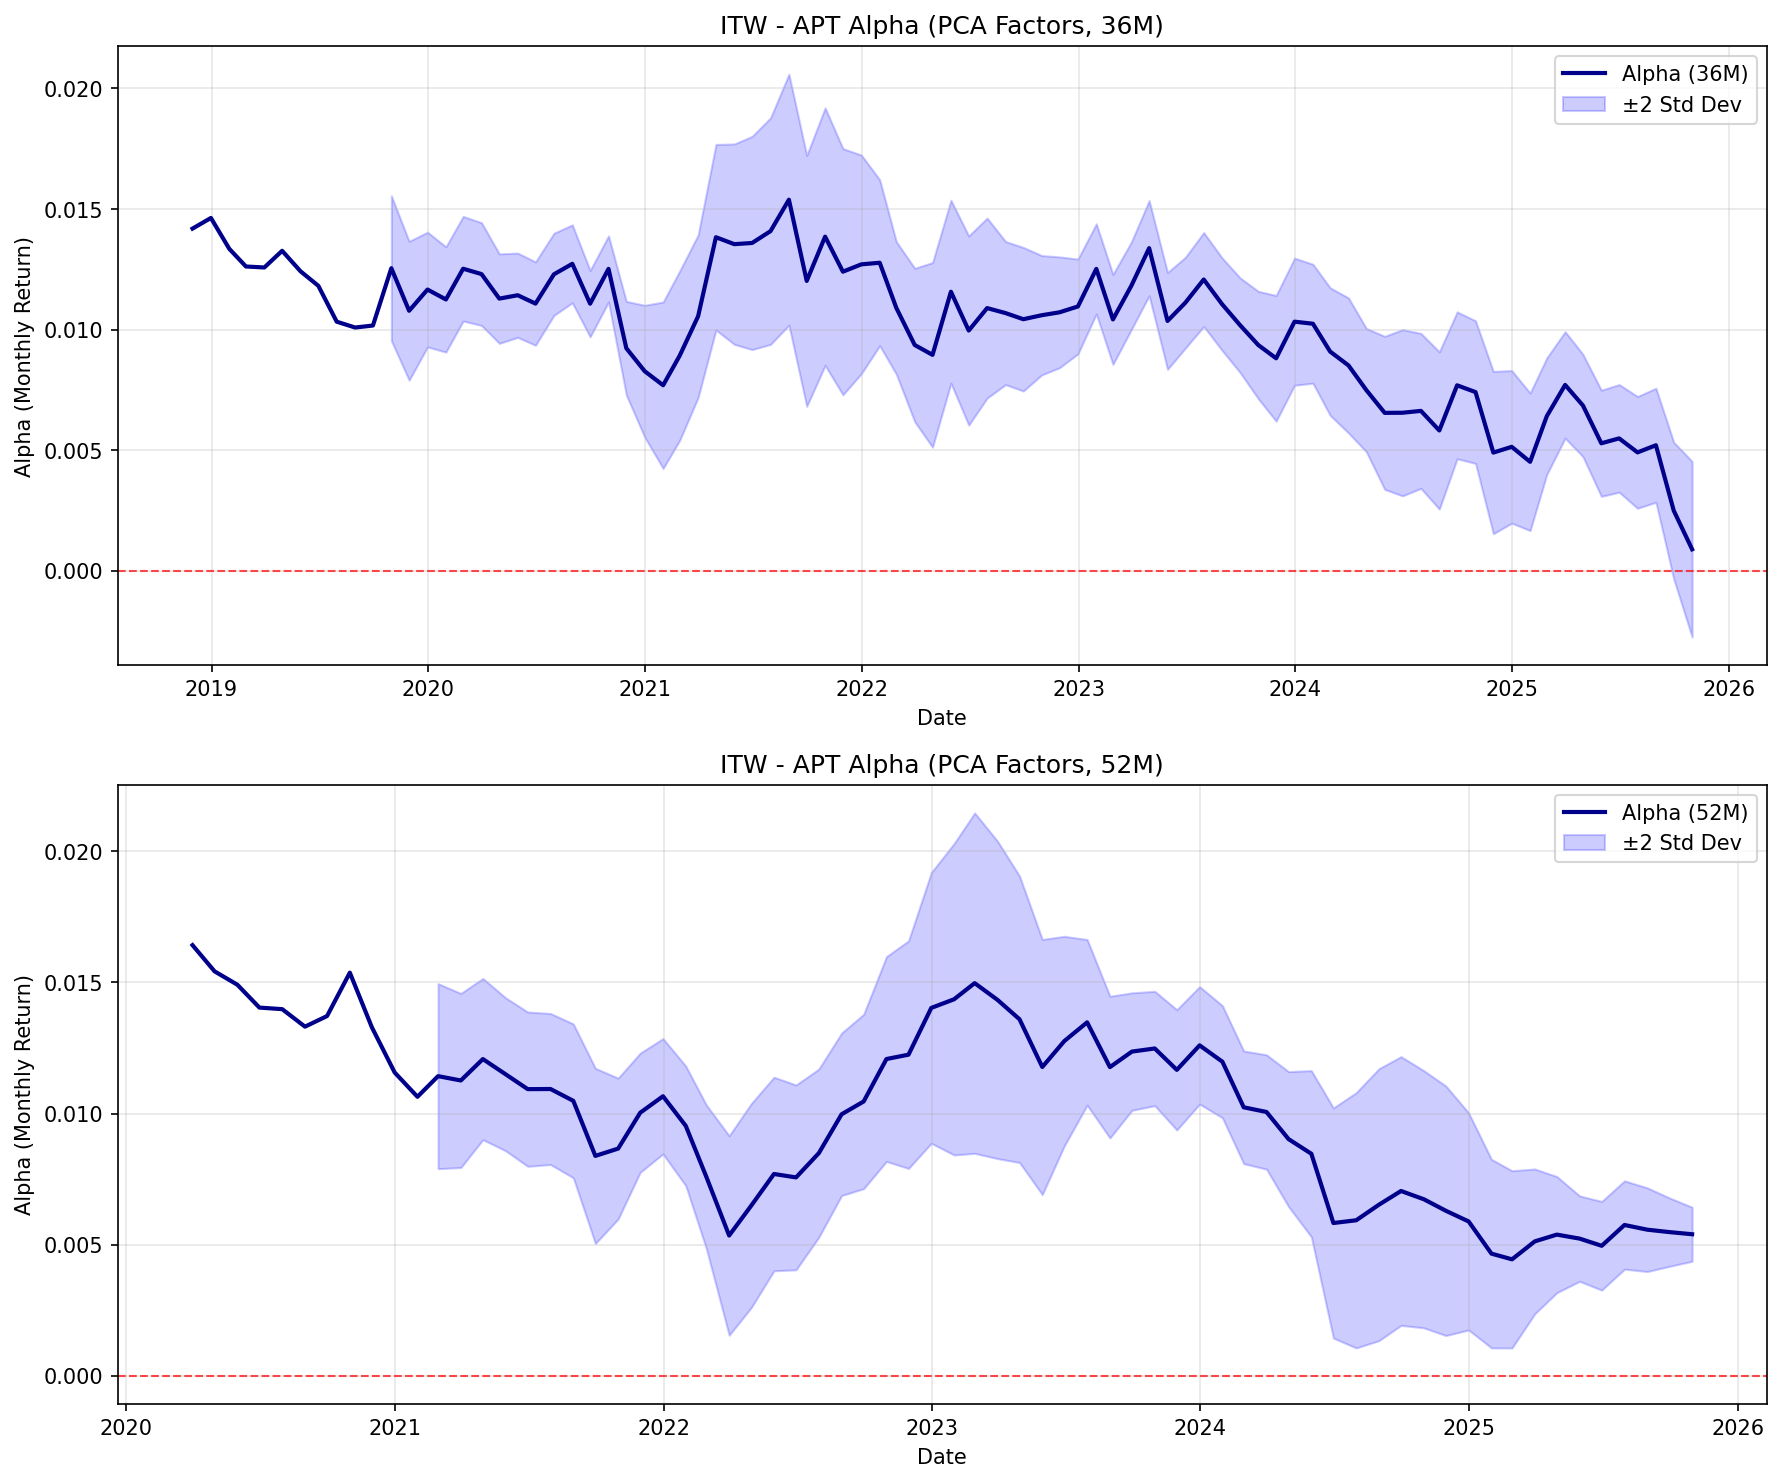 ITW - APT Alpha (PCA Factors, 36M)
Alpha (36M)
±2 Std Dev
0.020
0.015
0.010
0.005
0.000
Alpha (Monthly Return)
2019 2020 2021 2022 2023 2024 2025 2026
Date
ITW - APT Alpha (PCA Factors, 52M)
Alpha (52M)
±2 Std Dev
0.020
0.015
0.010
0.005
0.000
Alpha (Monthly Return)
2020 2021 2022 2023 2024 2025 2026
Date